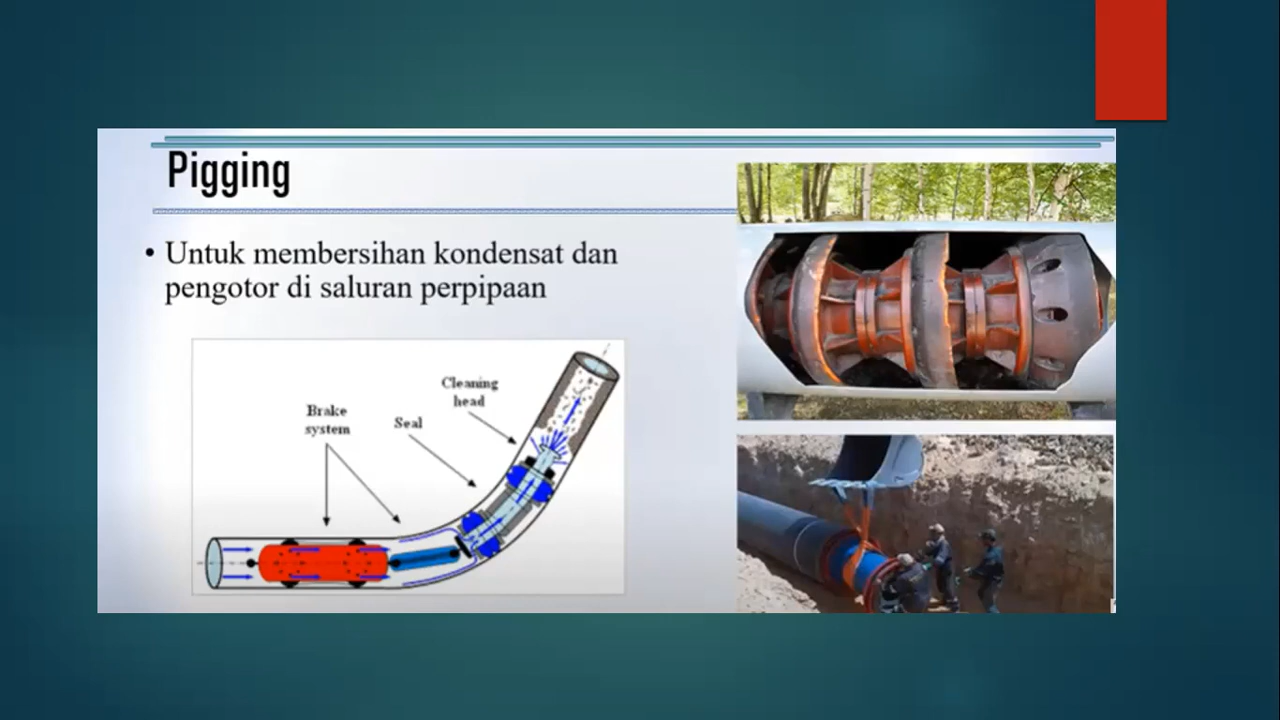 Pigging
• Untuk membersihan kondensat dan
pengotor di saluran perpipaan
Cleaning
head
Brake
system
Seal